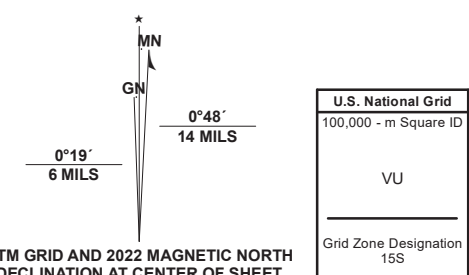 ★
MN
GN
0°48´
14 MILS
0°19´
6 MILS
TM GRID AND 2022 MAGNETIC NORTH
DECLINATION AT CENTER OF SHEET
U.S. National Grid
100,000 - m Square ID
VU
Grid Zone Designation
15S